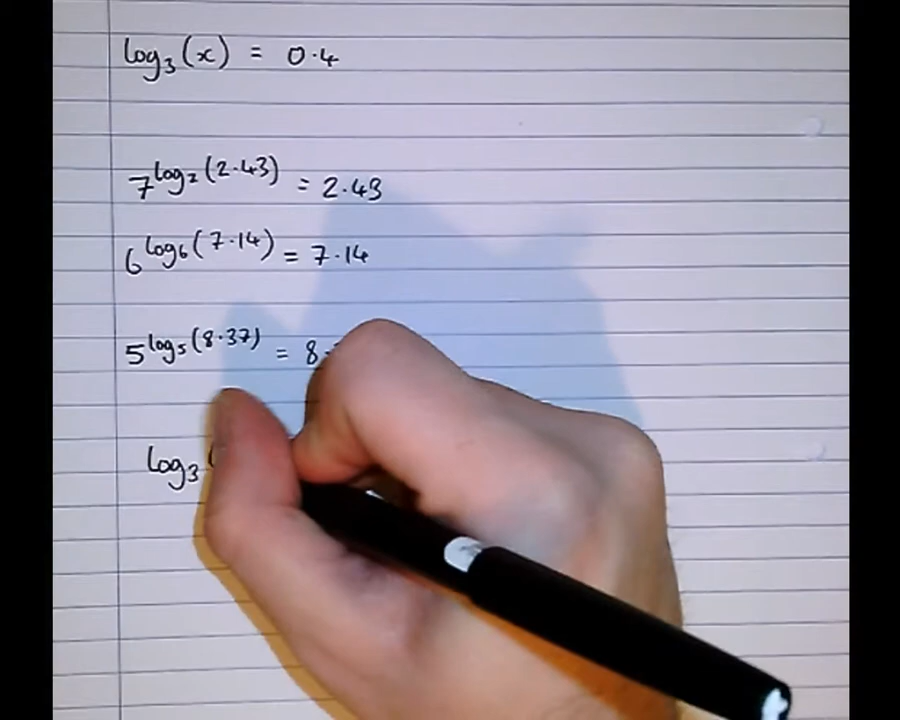 log₃(x) = 0.4
7^log₇(2.43) = 2.43
6^log₆(7.14) = 7.14
5^log₅(8.37) = 8.
log₃(